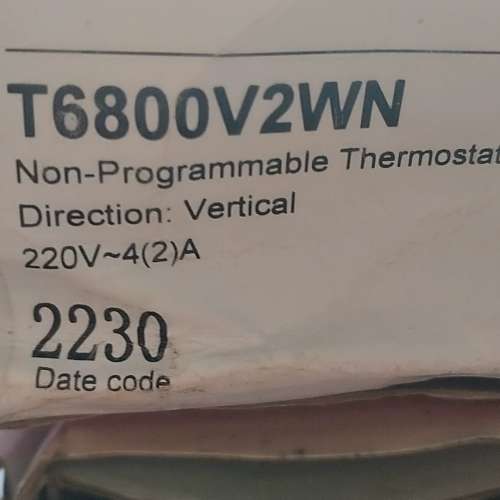 T6800V2WN
Non-Programmable Thermostat
Direction: Vertical
220V~4(2)A
2230
Date code